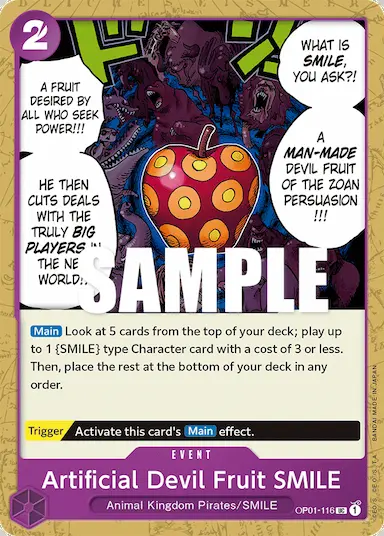 2
A FRUIT
DESIRED BY
ALL WHO SEEK
POWER!!!
WHAT IS
SMILE,
YOU ASK?!
A
MAN-MADE
DEVIL FRUIT
OF THE ZOAN
PERSUASION
!!!
HE THEN
CUTS DEALS
WITH THE
TRULY BIG
PLAYERS IN
THE NE
WORLD!!
SAMPLE
Main Look at 5 cards from the top of your deck; play up
to 1 {SMILE} type Character card with a cost of 3 or less.
Then, place the rest at the bottom of your deck in any
order.
Trigger Activate this card's Main effect.
EVENT
Artificial Devil Fruit SMILE
Animal Kingdom Pirates/SMILE
OP01-116 UC 1
BANDAI MADE IN JAPAN